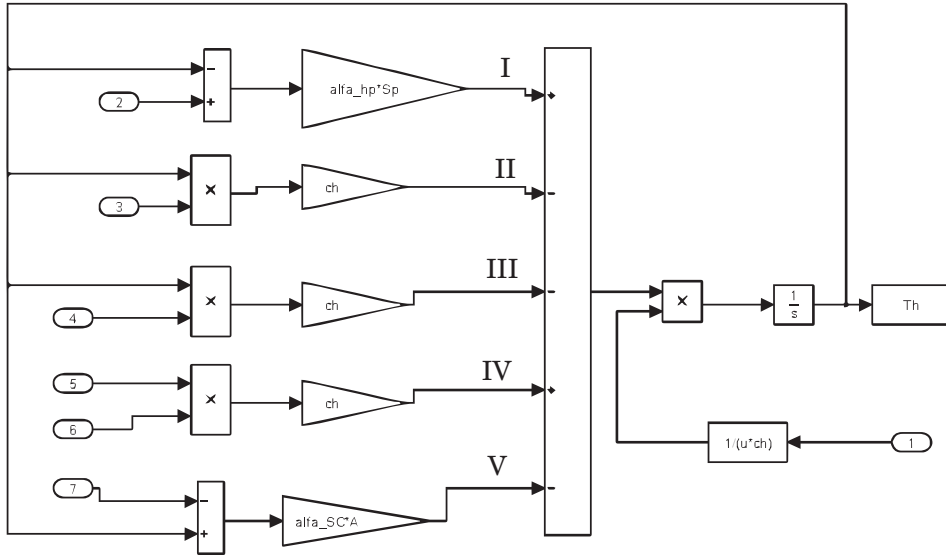 I
-
+
2
alfa_hp*Sp
+
II
×
3
ch
-
III
×
4
ch
-
×
1
s
Th
5
6
×
ch
IV
+
1/(u*ch)
1
V
7
-
+
alfa_SC*A
-